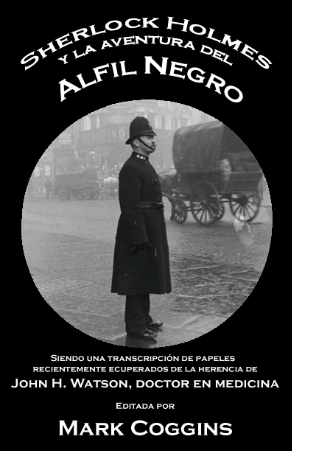 Sherlock Holmes
y la aventura del
Alfil Negro
Siendo una transcripción de papeles
recientemente ecuperados de la herencia de
John H. Watson, doctor en medicina
Editada por
Mark Coggins